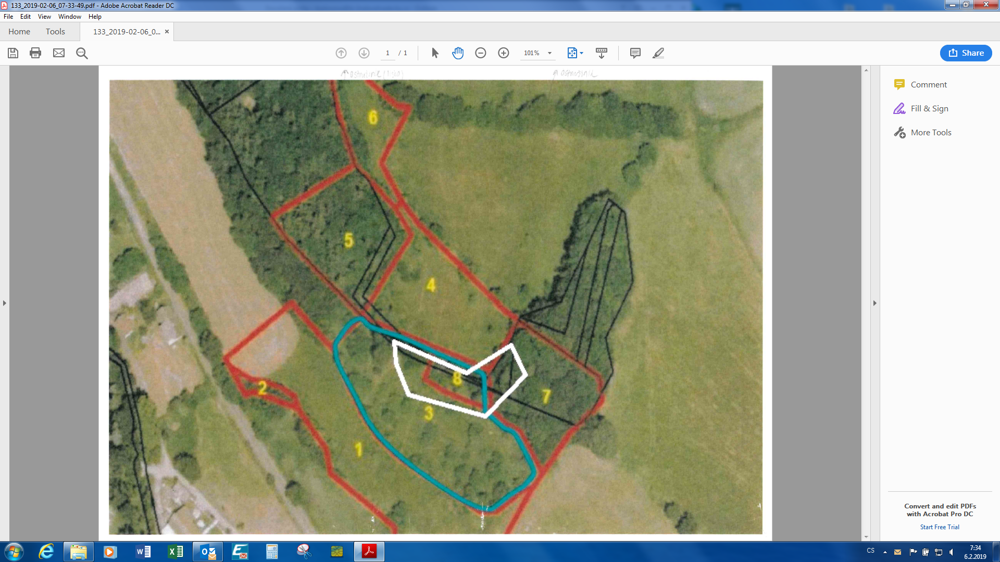 133_2019-02-06_07-33-49.pdf - Adobe Acrobat Reader DC
File Edit View Window Help
Home Tools 133_2019-02-06_0... ×
1 / 1 101% Share
Comment
Fill & Sign
More Tools
6
5
4
2
8
7
3
1
Convert and edit PDFs
with Acrobat Pro DC
Start Free Trial
CS 7:34
6.2.2019